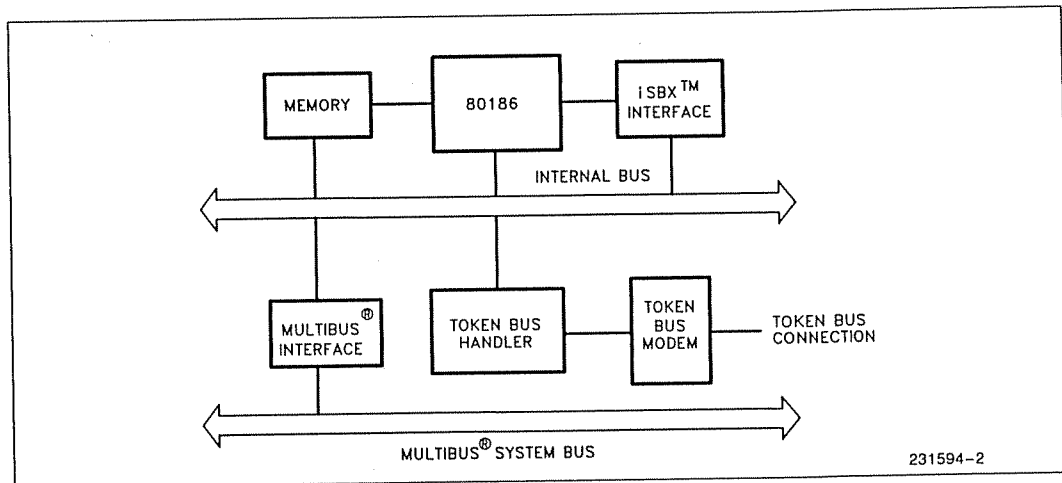 MEMORY
80186
iSBX™
INTERFACE
INTERNAL BUS
MULTIBUS®
INTERFACE
TOKEN BUS
HANDLER
TOKEN
BUS
MODEM
TOKEN BUS
CONNECTION
MULTIBUS® SYSTEM BUS
231594-2